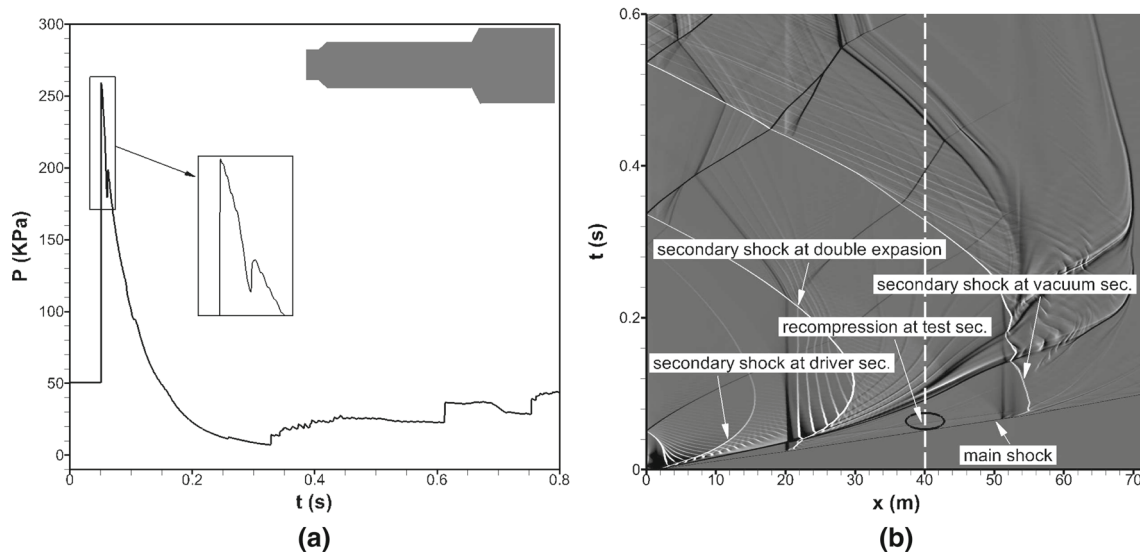 300
250
200
150
100
50
0
P (KPa)
0
0.2
0.4
0.6
0.8
t (s)
(a)
0.6
0.4
0.2
0
t (s)
secondary shock at double expasion
secondary shock at vacuum sec.
recompression at test sec.
secondary shock at driver sec.
main shock
0
10
20
30
40
50
60
70
x (m)
(b)